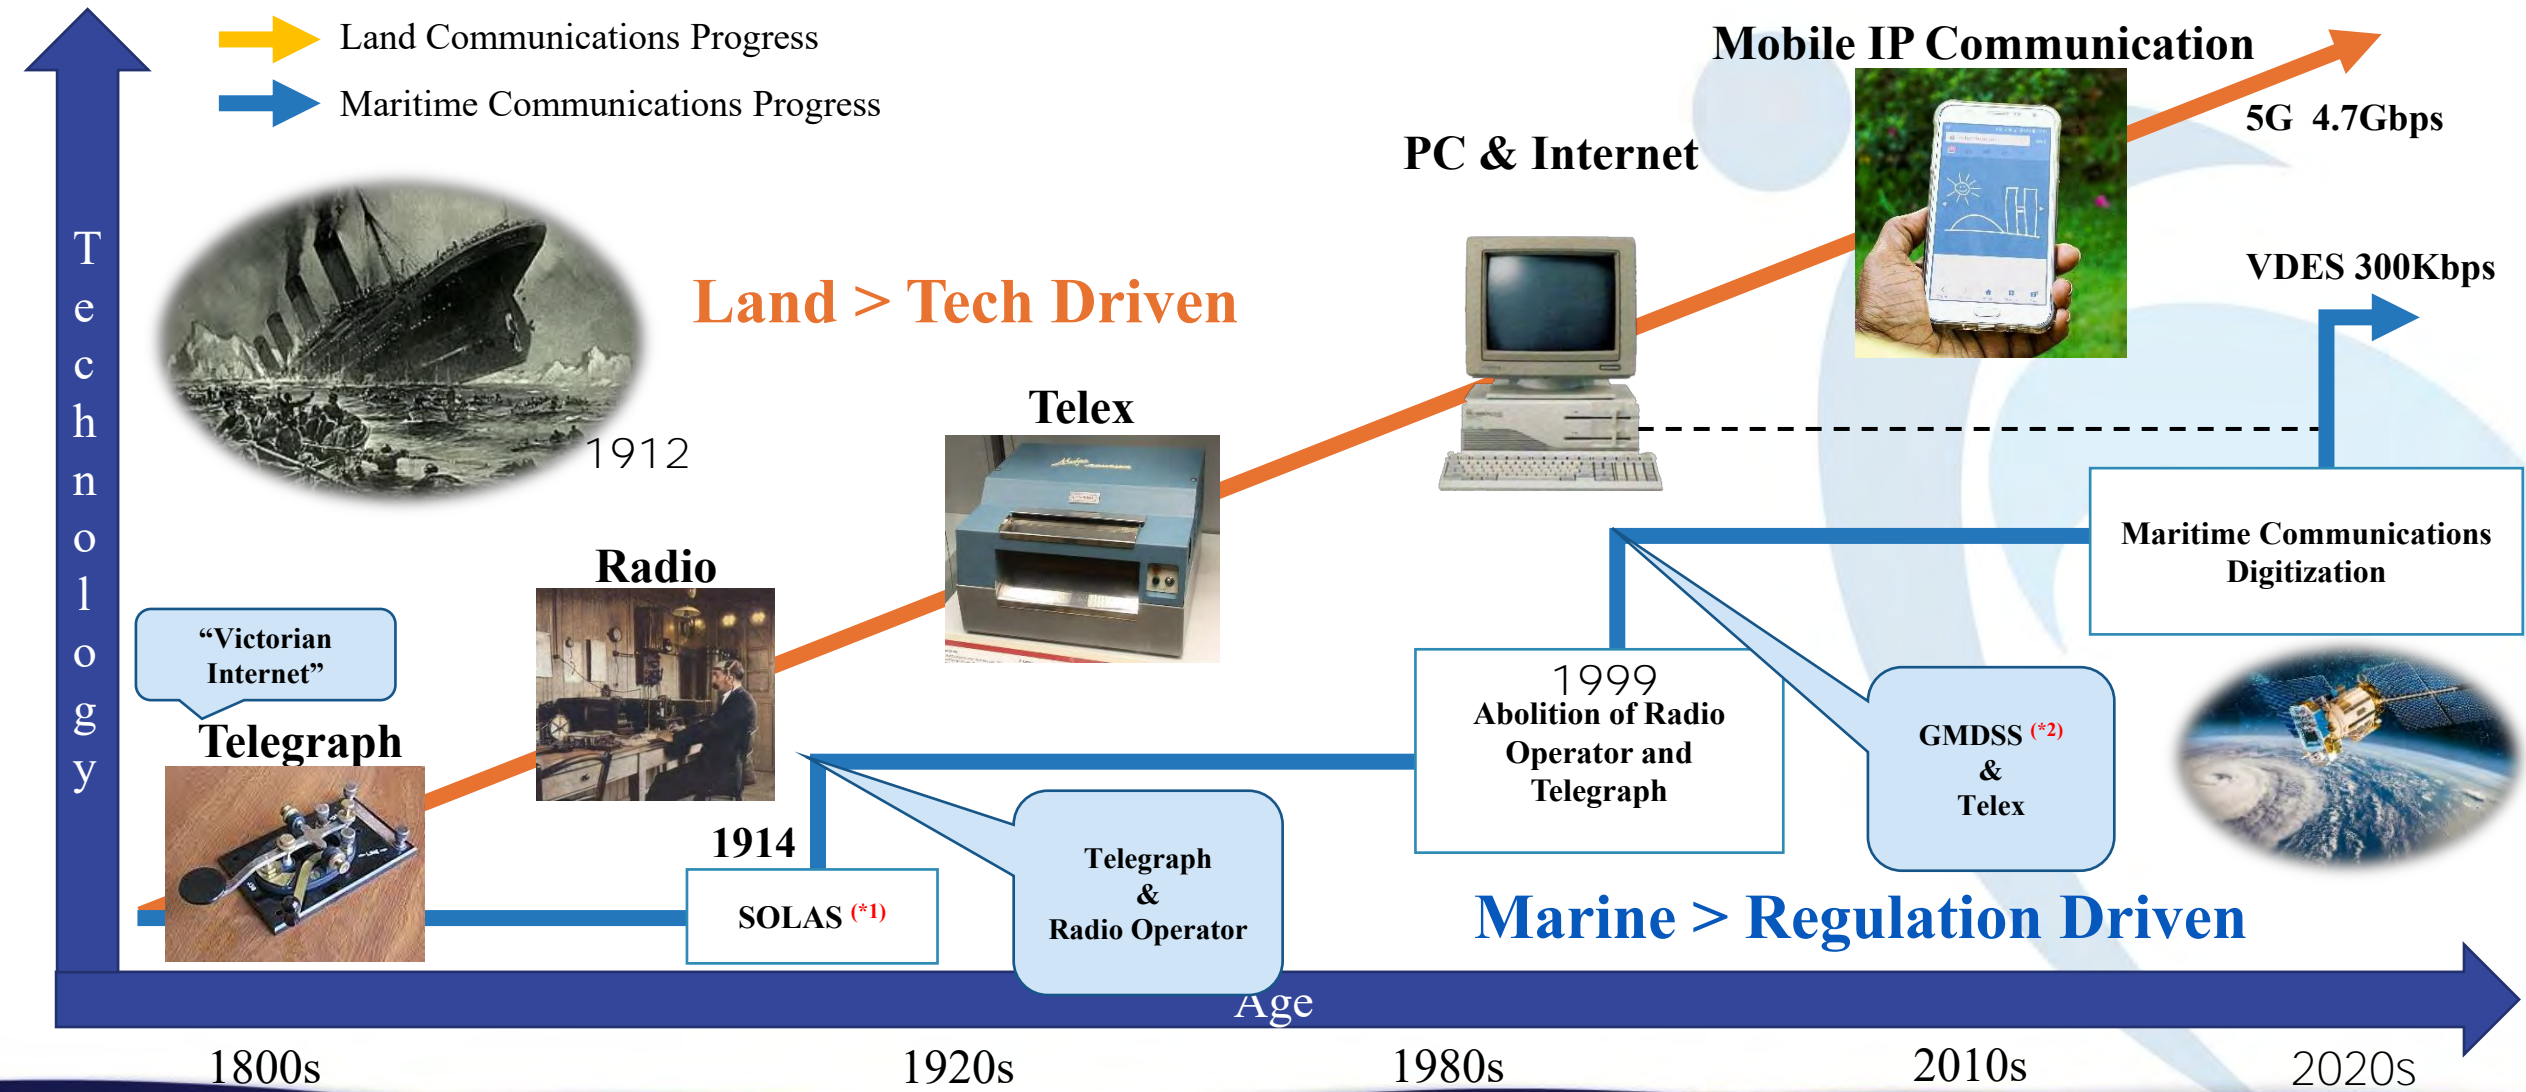 Land Communications Progress
Maritime Communications Progress
Mobile IP Communication
5G 4.7Gbps
PC & Internet
VDES 300Kbps
Technology
Land > Tech Driven
1912
Telex
Radio
Maritime Communications
Digitization
“Victorian
Internet”
Telegraph
1999
Abolition of Radio
Operator and
Telegraph
GMDSS (*2)
&
Telex
1914
SOLAS (*1)
Telegraph
&
Radio Operator
Marine > Regulation Driven
Age
1800s
1920s
1980s
2010s
2020s